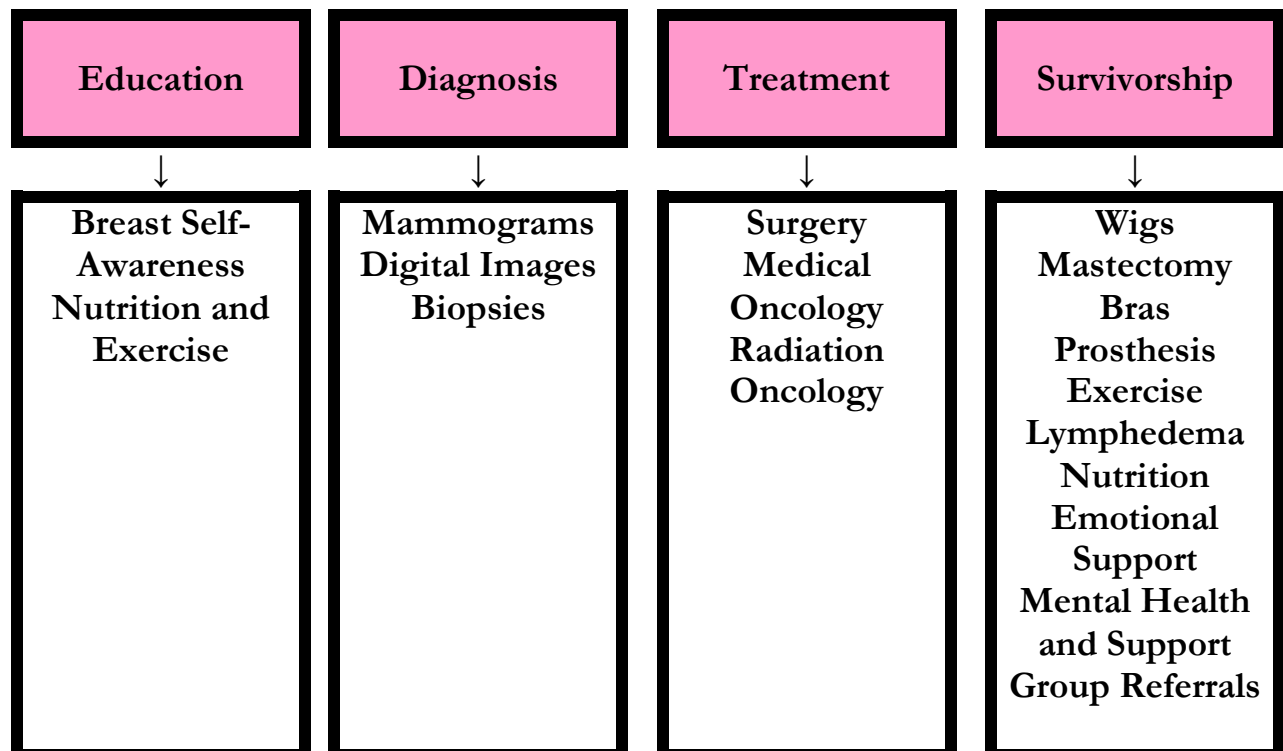 Education
↓
Breast Self-
Awareness
Nutrition and
Exercise
Diagnosis
↓
Mammograms
Digital Images
Biopsies
Treatment
↓
Surgery
Medical
Oncology
Radiation
Oncology
Survivorship
↓
Wigs
Mastectomy
Bras
Prosthesis
Exercise
Lymphedema
Nutrition
Emotional
Support
Mental Health
and Support
Group Referrals